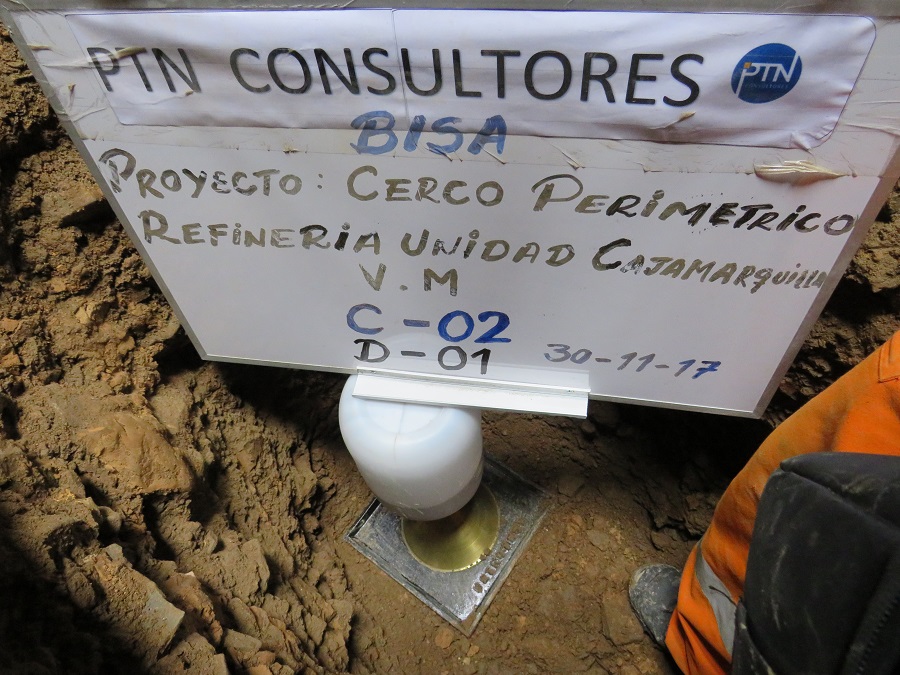 PTN CONSULTORES
PTN
BISA
PROYECTO: CERCO PERIMETRICO
REFINERIA UNIDAD CAJAMARQUILLA
V.M
C-02
D-01 30-11-17